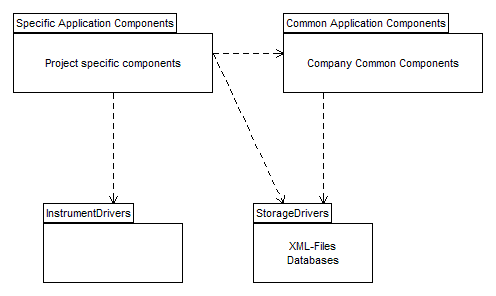 Specific Application Components
Common Application Components
Project specific components
Company Common Components
InstrumentDrivers
StorageDrivers
XML-Files
Databases